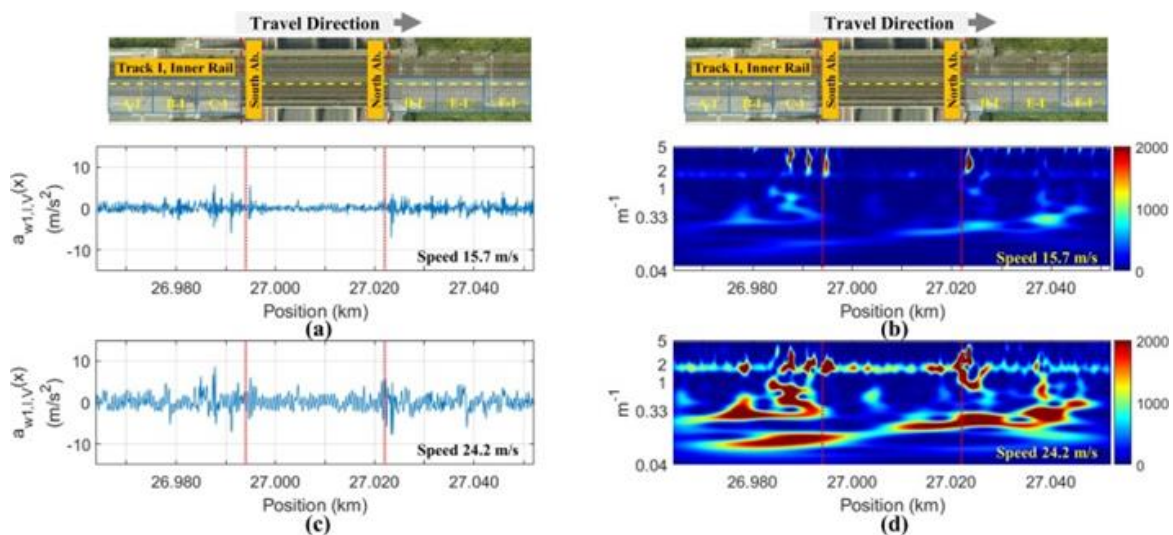 Travel Direction
Track I, Inner Rail
South Ab.
North Ab.
A-I B-I C-I D-I E-I F-I
a_w1,I,V(x)
(m/s²)
10
0
-10
Speed 15.7 m/s
26.980 27.000 27.020 27.040
Position (km)
(a)
Travel Direction
Track I, Inner Rail
South Ab.
North Ab.
A-I B-I C-I D-I E-I F-I
m⁻¹
5
2
1
0.33
0.04
Speed 15.7 m/s
2000
1000
0
26.980 27.000 27.020 27.040
Position (km)
(b)
a_w1,I,V(x)
(m/s²)
10
0
-10
Speed 24.2 m/s
26.980 27.000 27.020 27.040
Position (km)
(c)
m⁻¹
5
2
1
0.33
0.04
Speed 24.2 m/s
2000
1000
0
26.980 27.000 27.020 27.040
Position (km)
(d)